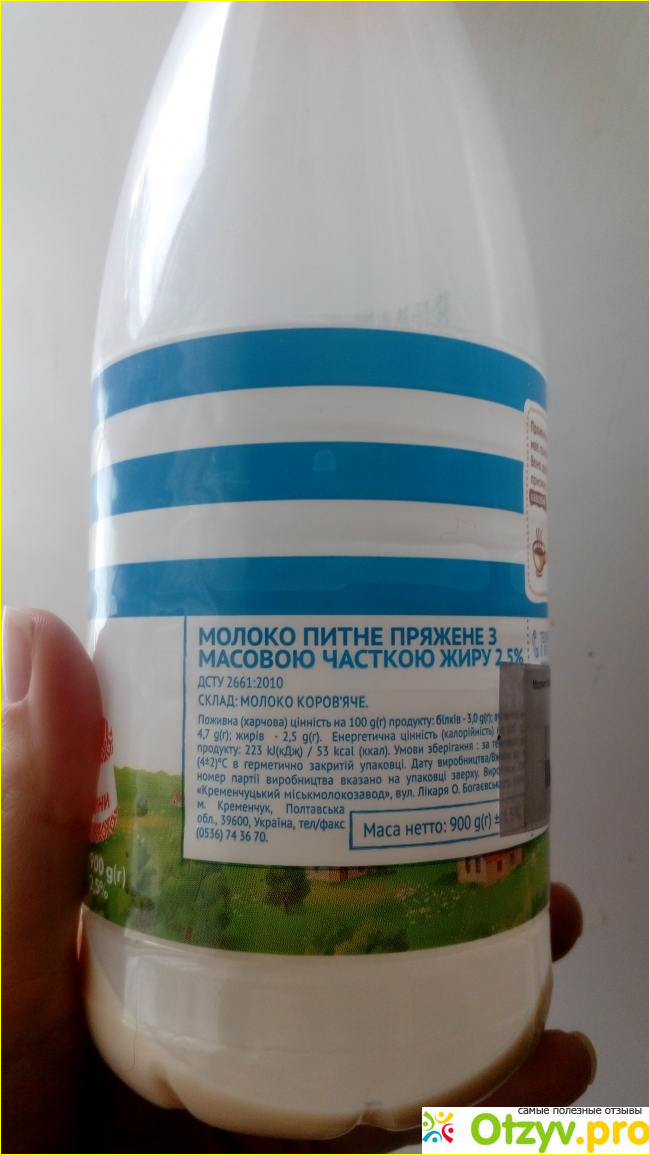 МОЛОКО ПИТНЕ ПРЯЖЕНЕ З
МАСОВОЮ ЧАСТКОЮ ЖИРУ 2,5%
ДСТУ 2661:2010
СКЛАД: МОЛОКО КОРОВ'ЯЧЕ.
Поживна (харчова) цінність на 100 g(г) продукту: білків - 3,0 g(г);
4,7 g(г); жирів - 2,5 g(г). Енергетична цінність (калорійність)
продукту: 223 kJ(кДж) / 53 kcal (ккал). Умови зберігання : за
(4±2)°С в герметично закритій упаковці. Дату виробництва/
номер партії виробництва вказано на упаковці зверху.
«Кременчуцький міськмолокозавод», вул. Лікаря О. Богаєвсь
м. Кременчук, Полтавська
обл., 39600, Україна, тел/факс
(0536) 74 36 70.
Маса нетто: 900 g(г) ±
900 g(г)
2,5%
самые полезные отзывы
Otzyv.pro